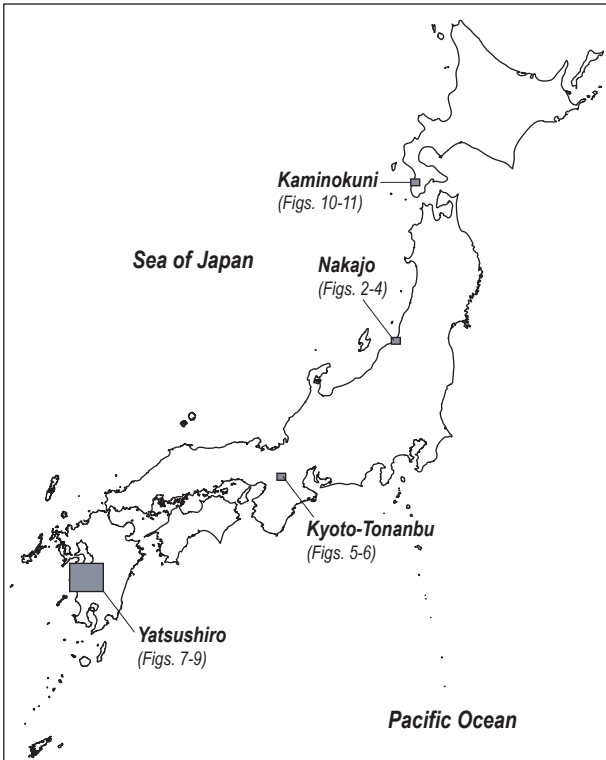 Kaminokuni
(Figs. 10-11)
Sea of Japan
Nakajo
(Figs. 2-4)
Kyoto-Tonanbu
(Figs. 5-6)
Yatsushiro
(Figs. 7-9)
Pacific Ocean